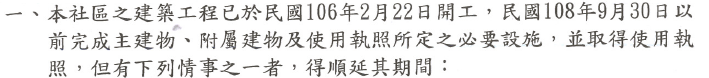 一、本社區之建築工程已於民國106年2月22日開工，民國108年9月30日以
前完成主建物、附屬建物及使用執照所定之必要設施，並取得使用執
照，但有下列情事之一者，得順延其期間：